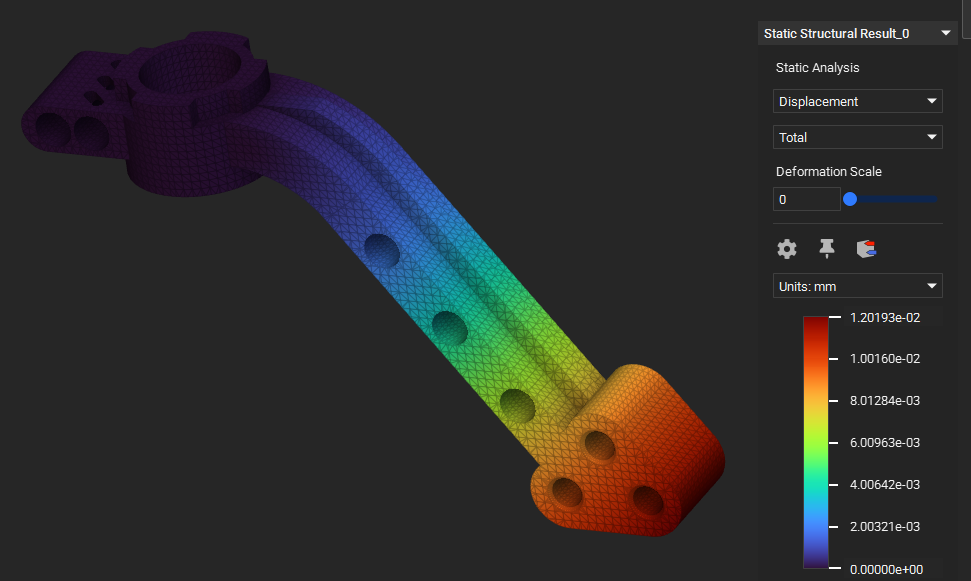 Static Structural Result_0
Static Analysis
Displacement
Total
Deformation Scale
0
Units: mm
1.20193e-02
1.00160e-02
8.01284e-03
6.00963e-03
4.00642e-03
2.00321e-03
0.00000e+00